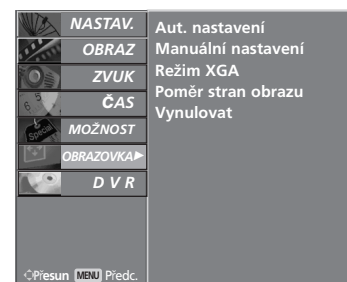 NASTAV.
OBRAZ
ZVUK
ČAS
MOŽNOST
OBRAZOVKA
D V R
Aut. nastavení
Manuální nastavení
Režim XGA
Poměr stran obrazu
Vynulovat
Přesun MENU Předc.